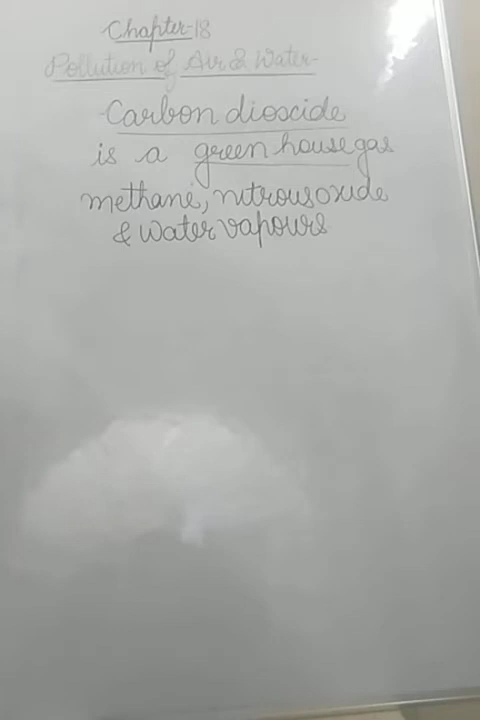 Chapter-18
Pollution of Air & Water-
-Carbon dioxide
is a green house gas
methane, nitrous oxide
& water vapours